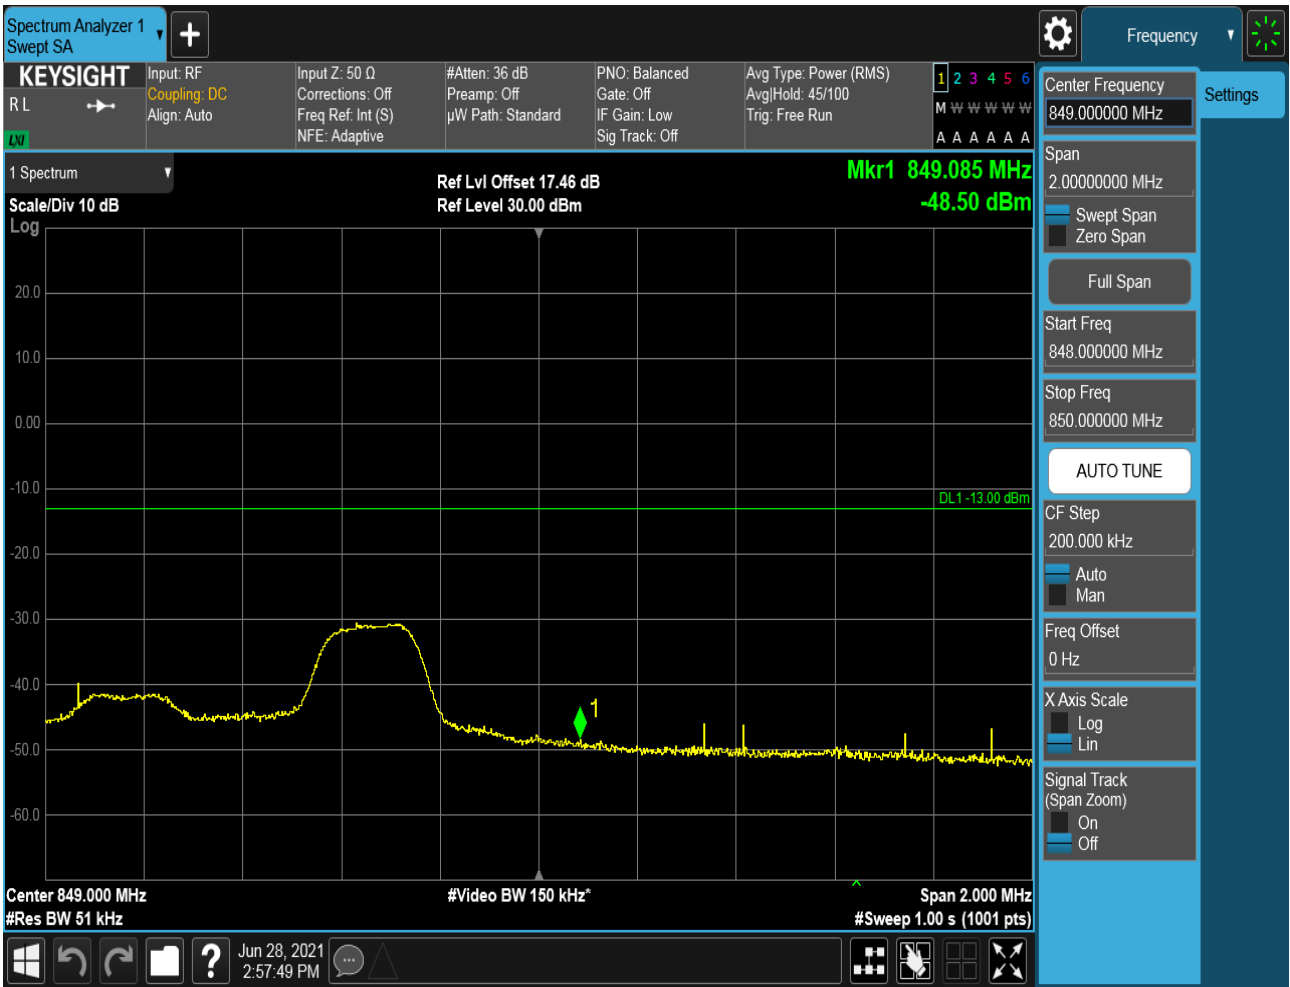 Spectrum Analyzer 1
Swept SA
Frequency
KEYSIGHT
R L
LXI
Input: RF
Coupling: DC
Align: Auto
Input Z: 50 Ω
Corrections: Off
Freq Ref: Int (S)
NFE: Adaptive
#Atten: 36 dB
Preamp: Off
µW Path: Standard
PNO: Balanced
Gate: Off
IF Gain: Low
Sig Track: Off
Avg Type: Power (RMS)
Avg|Hold: 45/100
Trig: Free Run
1 2 3 4 5 6
M W W W W W
A A A A A A
1 Spectrum
Scale/Div 10 dB
Log
Ref Lvl Offset 17.46 dB
Ref Level 30.00 dBm
Mkr1 849.085 MHz
-48.50 dBm
20.0
10.0
0.00
-10.0
DL1 -13.00 dBm
-20.0
-30.0
-40.0
1
-50.0
-60.0
Center 849.000 MHz
#Res BW 51 kHz
#Video BW 150 kHz*
Span 2.000 MHz
#Sweep 1.00 s (1001 pts)
Center Frequency
849.000000 MHz
Settings
Span
2.00000000 MHz
Swept Span
Zero Span
Full Span
Start Freq
848.000000 MHz
Stop Freq
850.000000 MHz
AUTO TUNE
CF Step
200.000 kHz
Auto
Man
Freq Offset
0 Hz
X Axis Scale
Log
Lin
Signal Track
(Span Zoom)
On
Off
?
Jun 28, 2021
2:57:49 PM